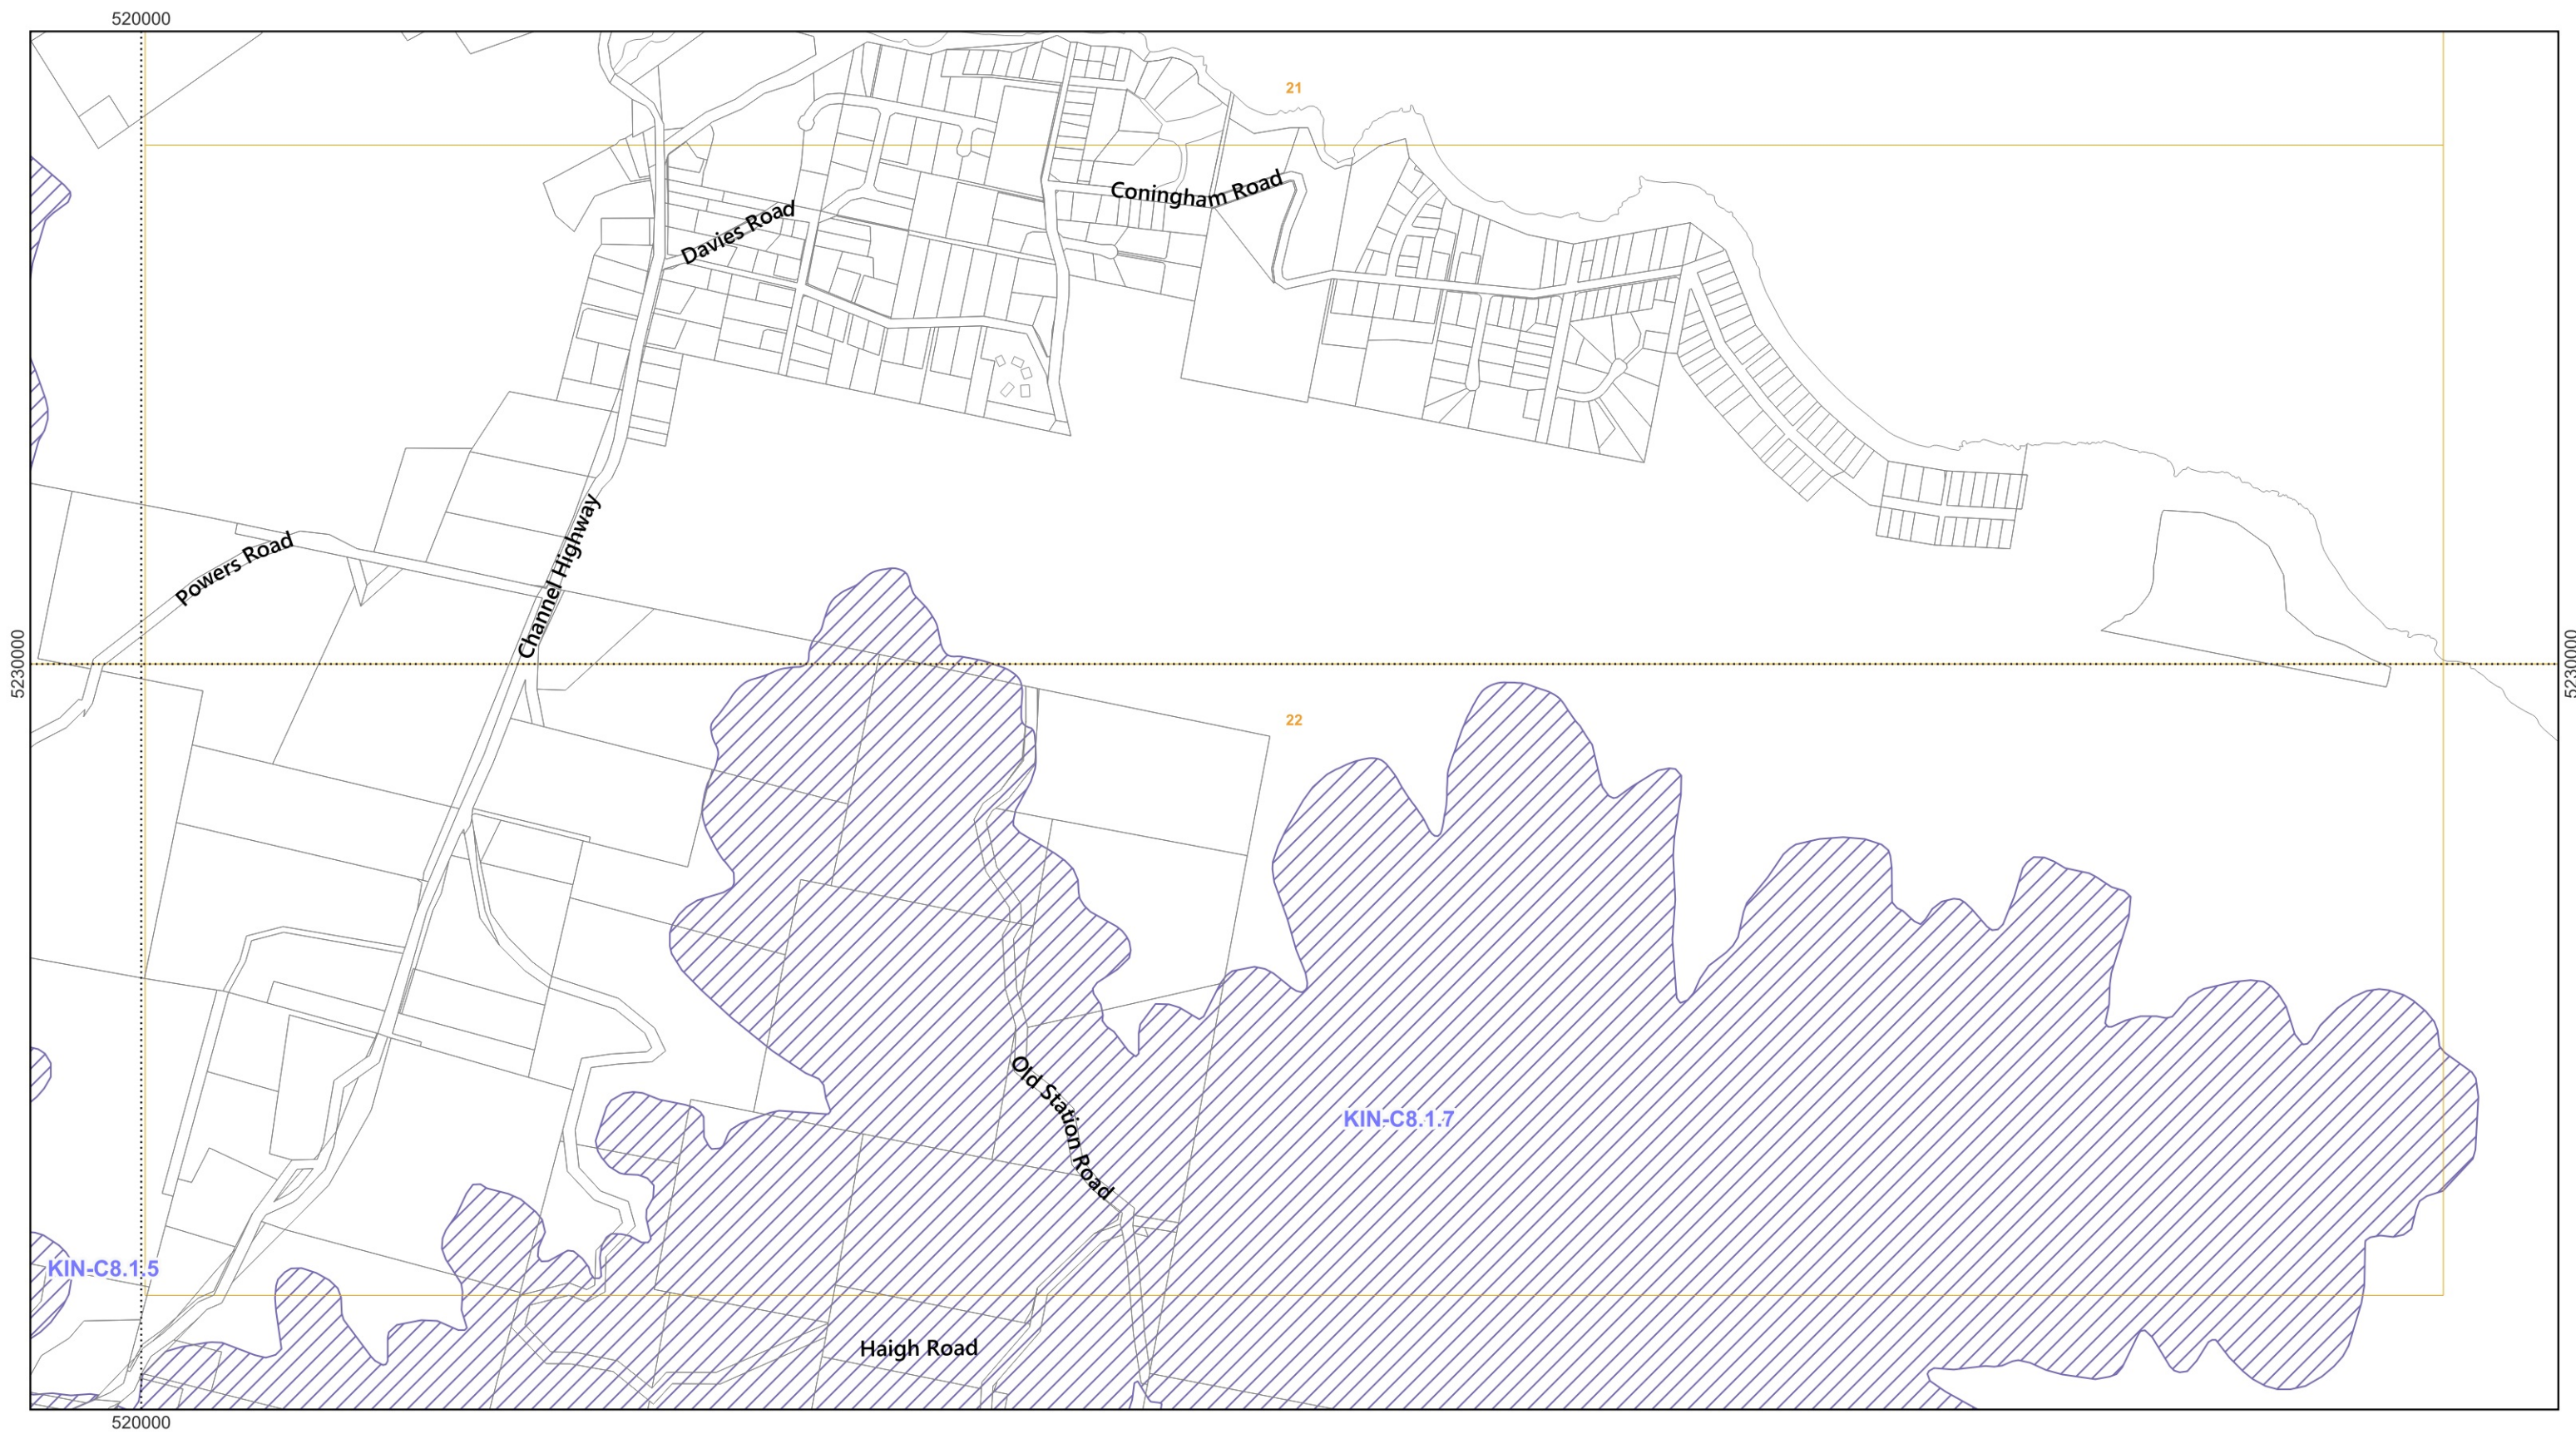 520000
21
Coningham Road
Davies Road
Channel Highway
Powers Road
5230000
5230000
22
Old Station Road
KIN-C8.1.7
KIN-C8.1.5
Haigh Road
520000